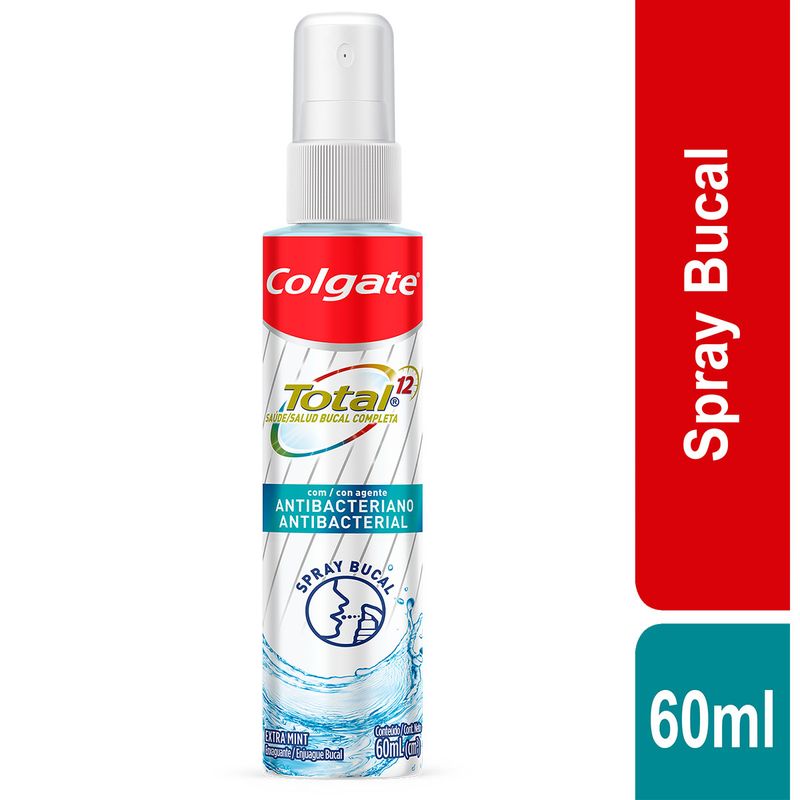 Colgate®
Total® 12
SAÚDE/SALUD BUCAL COMPLETA
com / con agente
ANTIBACTERIANO
ANTIBACTERIAL
SPRAY BUCAL
EXTRA MINT
Enxaguante / Enjuague Bucal
Conteúdo / Cont. Neto
60mL (cm³)
Spray Bucal
60ml